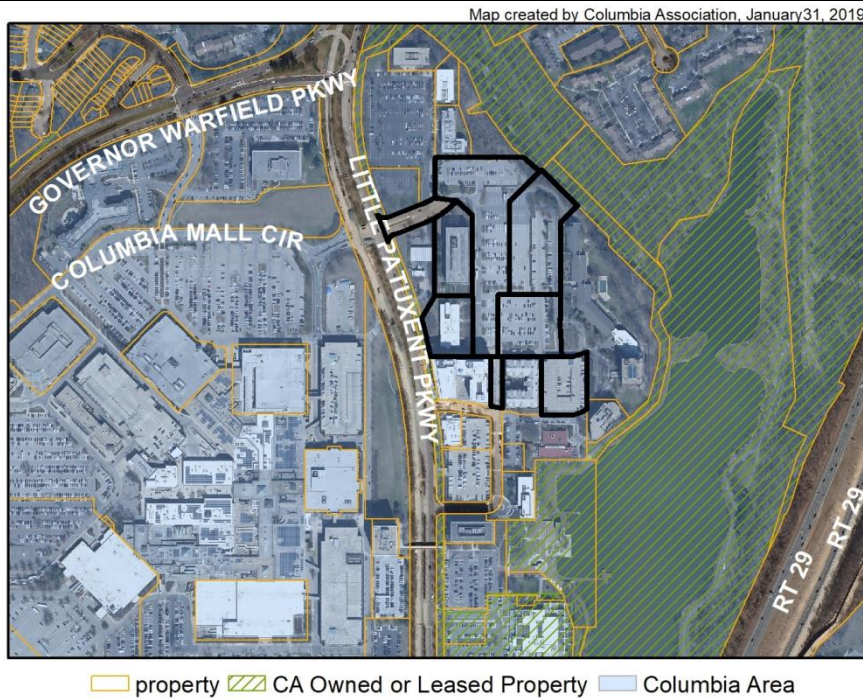 Map created by Columbia Association, January31, 2019
GOVERNOR WARFIELD PKWY
COLUMBIA MALL CIR
LITTLE PATUXENT PKWY
RT 29
RT 29
property
CA Owned or Leased Property
Columbia Area